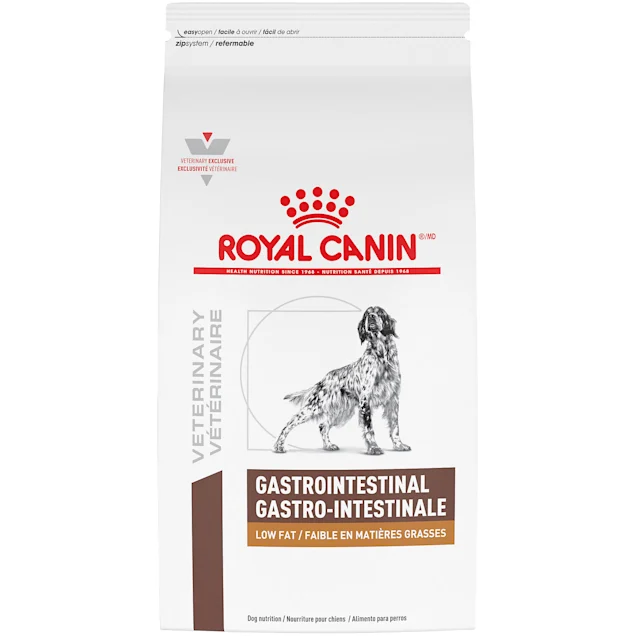 easyopen / facile à ouvrir / fácil de abrir
zipsystem / refermable
VETERINARY EXCLUSIVE
EXCLUSIVITÉ VÉTÉRINAIRE
ROYAL CANIN ®/MD
HEALTH NUTRITION SINCE 1968 - NUTRITION SANTÉ DEPUIS 1968
VETERINARY
VÉTÉRINAIRE
GASTROINTESTINAL
GASTRO-INTESTINALE
LOW FAT / FAIBLE EN MATIÈRES GRASSES
Dog nutrition / Nourriture pour chiens / Alimento para perros